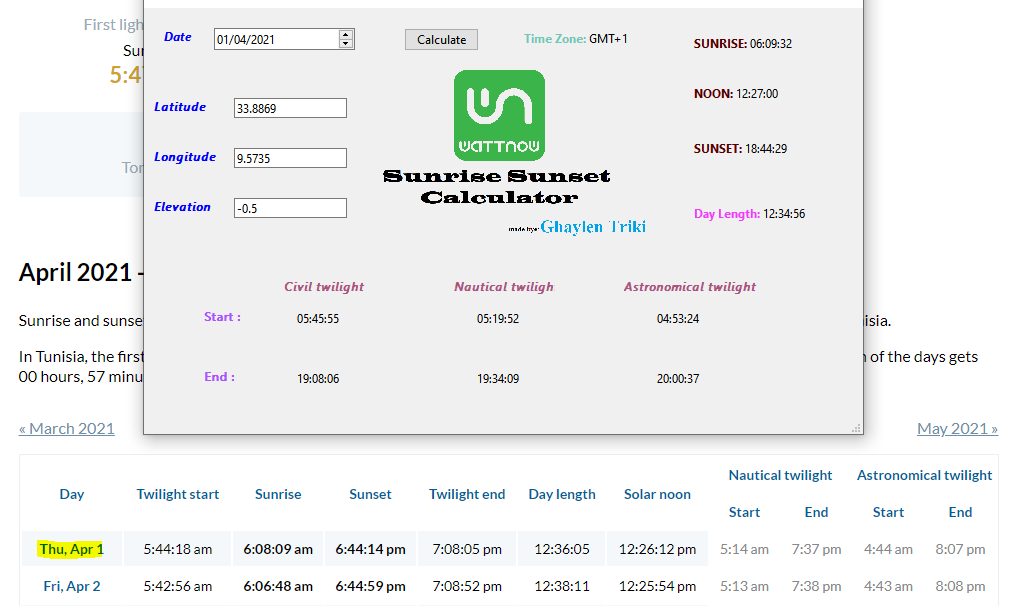 First ligh
Sun
5:47
Tor
Date 01/04/2021 Calculate Time Zone: GMT+1 SUNRISE: 06:09:32
NOON: 12:27:00
Latitude 33.8869
wattnow
SUNSET: 18:44:29
Longitude 9.5735
Sunrise Sunset
Calculator
Elevation -0.5
Day Length: 12:34:56
made bye: Ghaylen Triki
April 2021 -
Civil twilight Nautical twiligh Astronomical twilight
Sunrise and sunse
Start : 05:45:55 05:19:52 04:53:24
isia.
In Tunisia, the first
n of the days gets
00 hours, 57 minu
End : 19:08:06 19:34:09 20:00:37
« March 2021 May 2021 »
Nautical twilight Astronomical twilight
Day Twilight start Sunrise Sunset Twilight end Day length Solar noon
Start End Start End
Thu, Apr 1 5:44:18 am 6:08:09 am 6:44:14 pm 7:08:05 pm 12:36:05 12:26:12 pm 5:14 am 7:37 pm 4:44 am 8:07 pm
Fri, Apr 2 5:42:56 am 6:06:48 am 6:44:59 pm 7:08:52 pm 12:38:11 12:25:54 pm 5:13 am 7:38 pm 4:43 am 8:08 pm